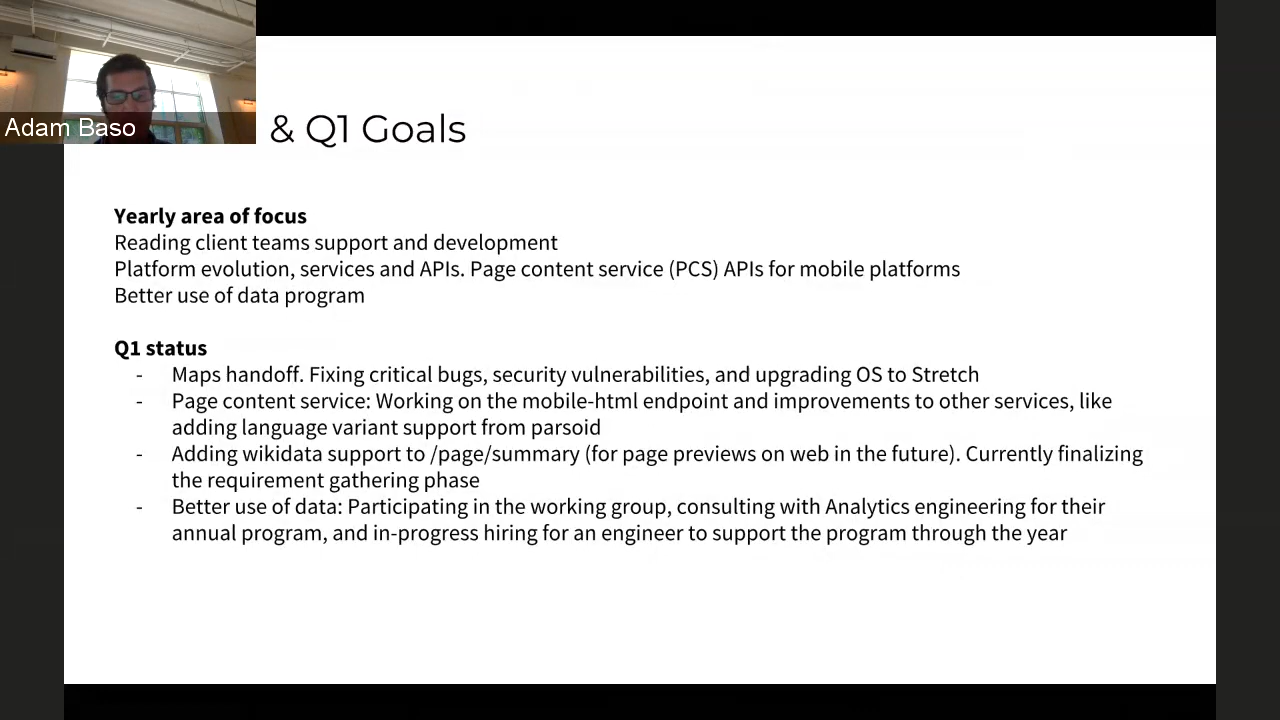 Adam Baso
& Q1 Goals
Yearly area of focus
Reading client teams support and development
Platform evolution, services and APIs. Page content service (PCS) APIs for mobile platforms
Better use of data program
Q1 status
- Maps handoff. Fixing critical bugs, security vulnerabilities, and upgrading OS to Stretch
- Page content service: Working on the mobile-html endpoint and improvements to other services, like
adding language variant support from parsoid
- Adding wikidata support to /page/summary (for page previews on web in the future). Currently finalizing
the requirement gathering phase
- Better use of data: Participating in the working group, consulting with Analytics engineering for their
annual program, and in-progress hiring for an engineer to support the program through the year